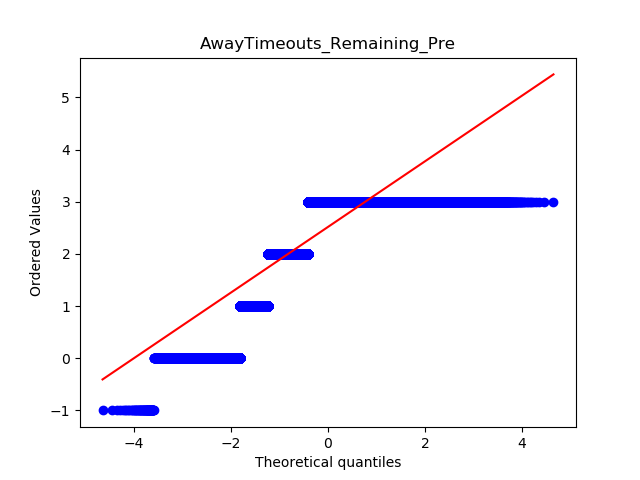 AwayTimeouts_Remaining_Pre
5
4
3
2
1
0
−1
Ordered Values
−4 −2 0 2 4
Theoretical quantiles